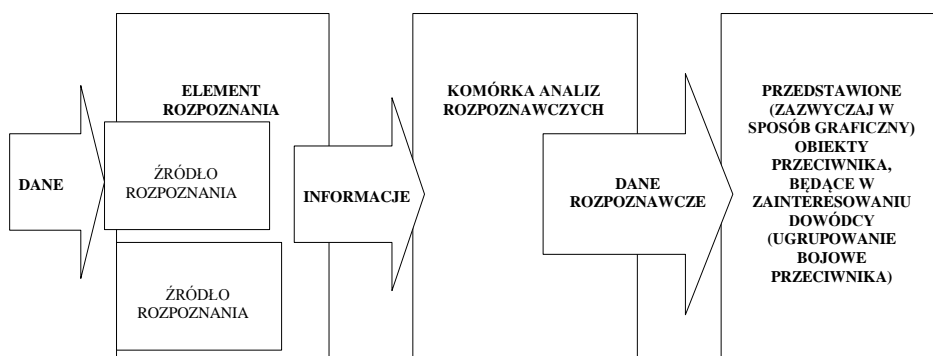 DANE
ELEMENT
ROZPOZNANIA
ŹRÓDŁO
ROZPOZNANIA
ŹRÓDŁO
ROZPOZNANIA
INFORMACJE
KOMÓRKA ANALIZ
ROZPOZNAWCZYCH
DANE
ROZPOZNAWCZE
PRZEDSTAWIONE
(ZAZWYCZAJ W
SPOSÓB GRAFICZNY)
OBIEKTY
PRZECIWNIKA,
BĘDĄCE W
ZAINTERESOWANIU
DOWÓDCY
(UGRUPOWANIE
BOJOWE
PRZECIWNIKA)